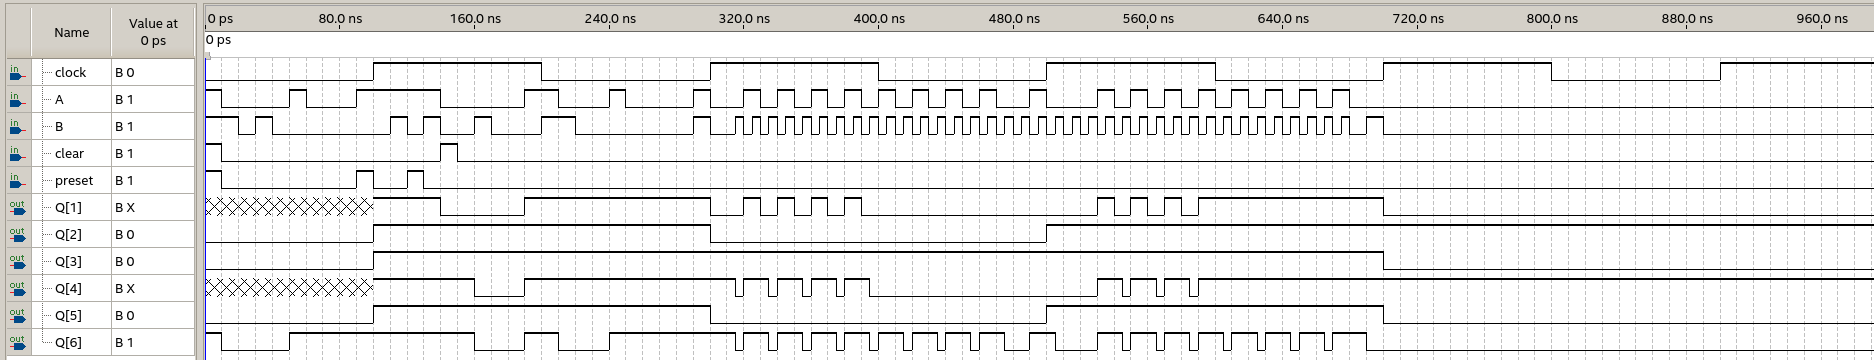 Name
Value at
0 ps
0 ps 80.0 ns 160.0 ns 240.0 ns 320.0 ns 400.0 ns 480.0 ns 560.0 ns 640.0 ns 720.0 ns 800.0 ns 880.0 ns 960.0 ns
0 ps
in clock B 0
in A B 1
in B B 1
in clear B 1
in preset B 1
out Q[1] B X
out Q[2] B 0
out Q[3] B 0
out Q[4] B X
out Q[5] B 0
out Q[6] B 1